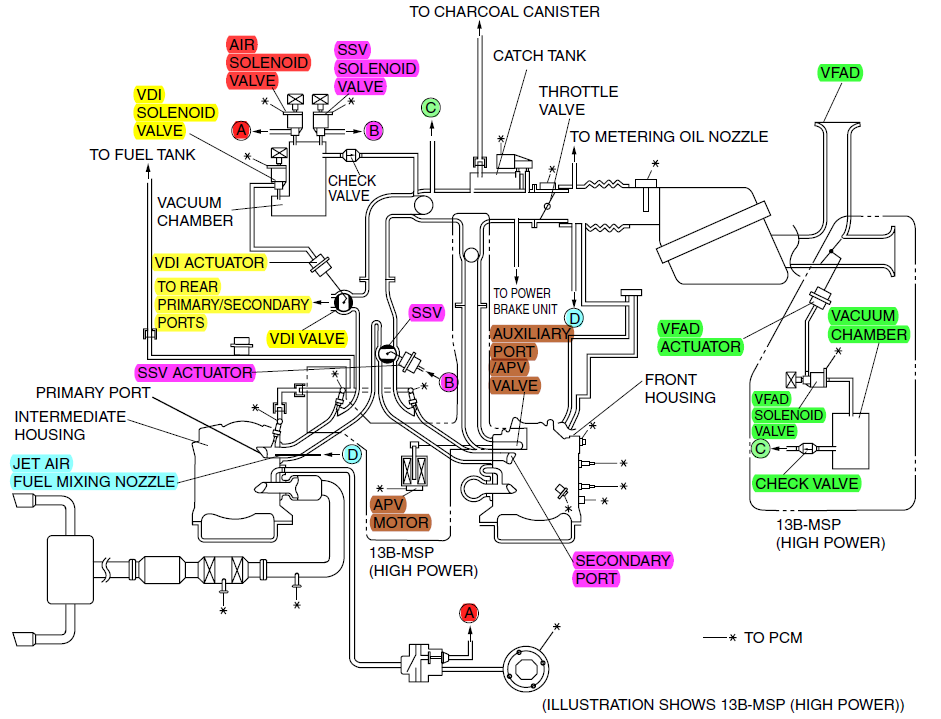 TO CHARCOAL CANISTER
AIR
SOLENOID
VALVE
SSV
SOLENOID
VALVE
CATCH TANK
VFAD
VDI
SOLENOID
VALVE
THROTTLE
VALVE
C
A
B
TO METERING OIL NOZZLE
TO FUEL TANK
CHECK
VALVE
VACUUM
CHAMBER
VDI ACTUATOR
TO REAR
PRIMARY/SECONDARY
PORTS
TO POWER
BRAKE UNIT
D
SSV
VDI VALVE
AUXILIARY
PORT
/APV
VALVE
VFAD
ACTUATOR
VACUUM
CHAMBER
SSV ACTUATOR
B
PRIMARY PORT
FRONT
HOUSING
INTERMEDIATE
HOUSING
VFAD
SOLENOID
VALVE
C
D
JET AIR
FUEL MIXING NOZZLE
CHECK VALVE
APV
MOTOR
13B-MSP
(HIGH POWER)
13B-MSP
(HIGH POWER)
SECONDARY
PORT
A
* TO PCM
(ILLUSTRATION SHOWS 13B-MSP (HIGH POWER))